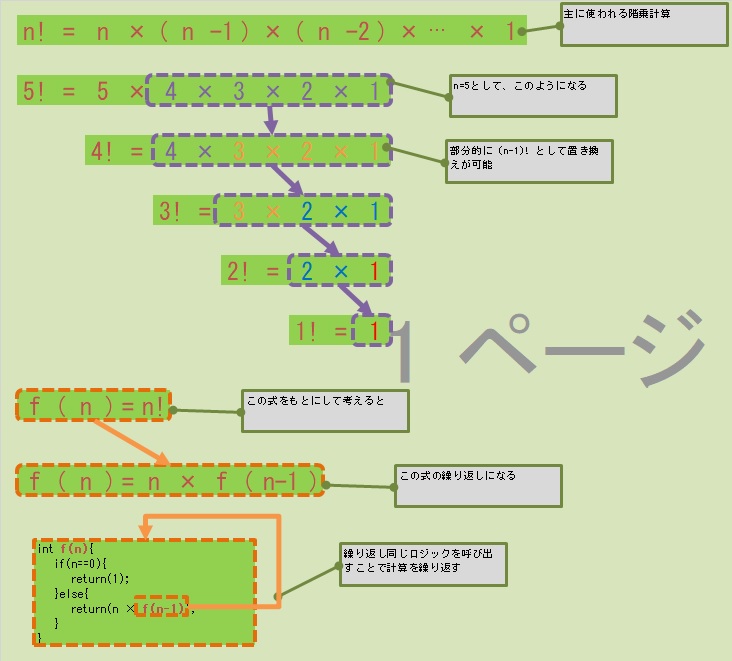 n! = n ×( n -1)×( n -2)×… × 1
主に使われる階乗計算
5! = 5 × 4 × 3 × 2 × 1
n=5として、このようになる
4! = 4 × 3 × 2 × 1
部分的に(n-1)! として置き換
えが可能
3! = 3 × 2 × 1
2! = 2 × 1
1! = 1
1 ページ
f ( n )=n!
この式をもとにして考えると
f ( n )=n × f ( n-1 )
この式の繰り返しになる
int f(n){
if(n==0){
return(1);
}else{
return(n ×f(n-1));
}
}
繰り返し同じロジックを呼び出
すことで計算を繰り返す